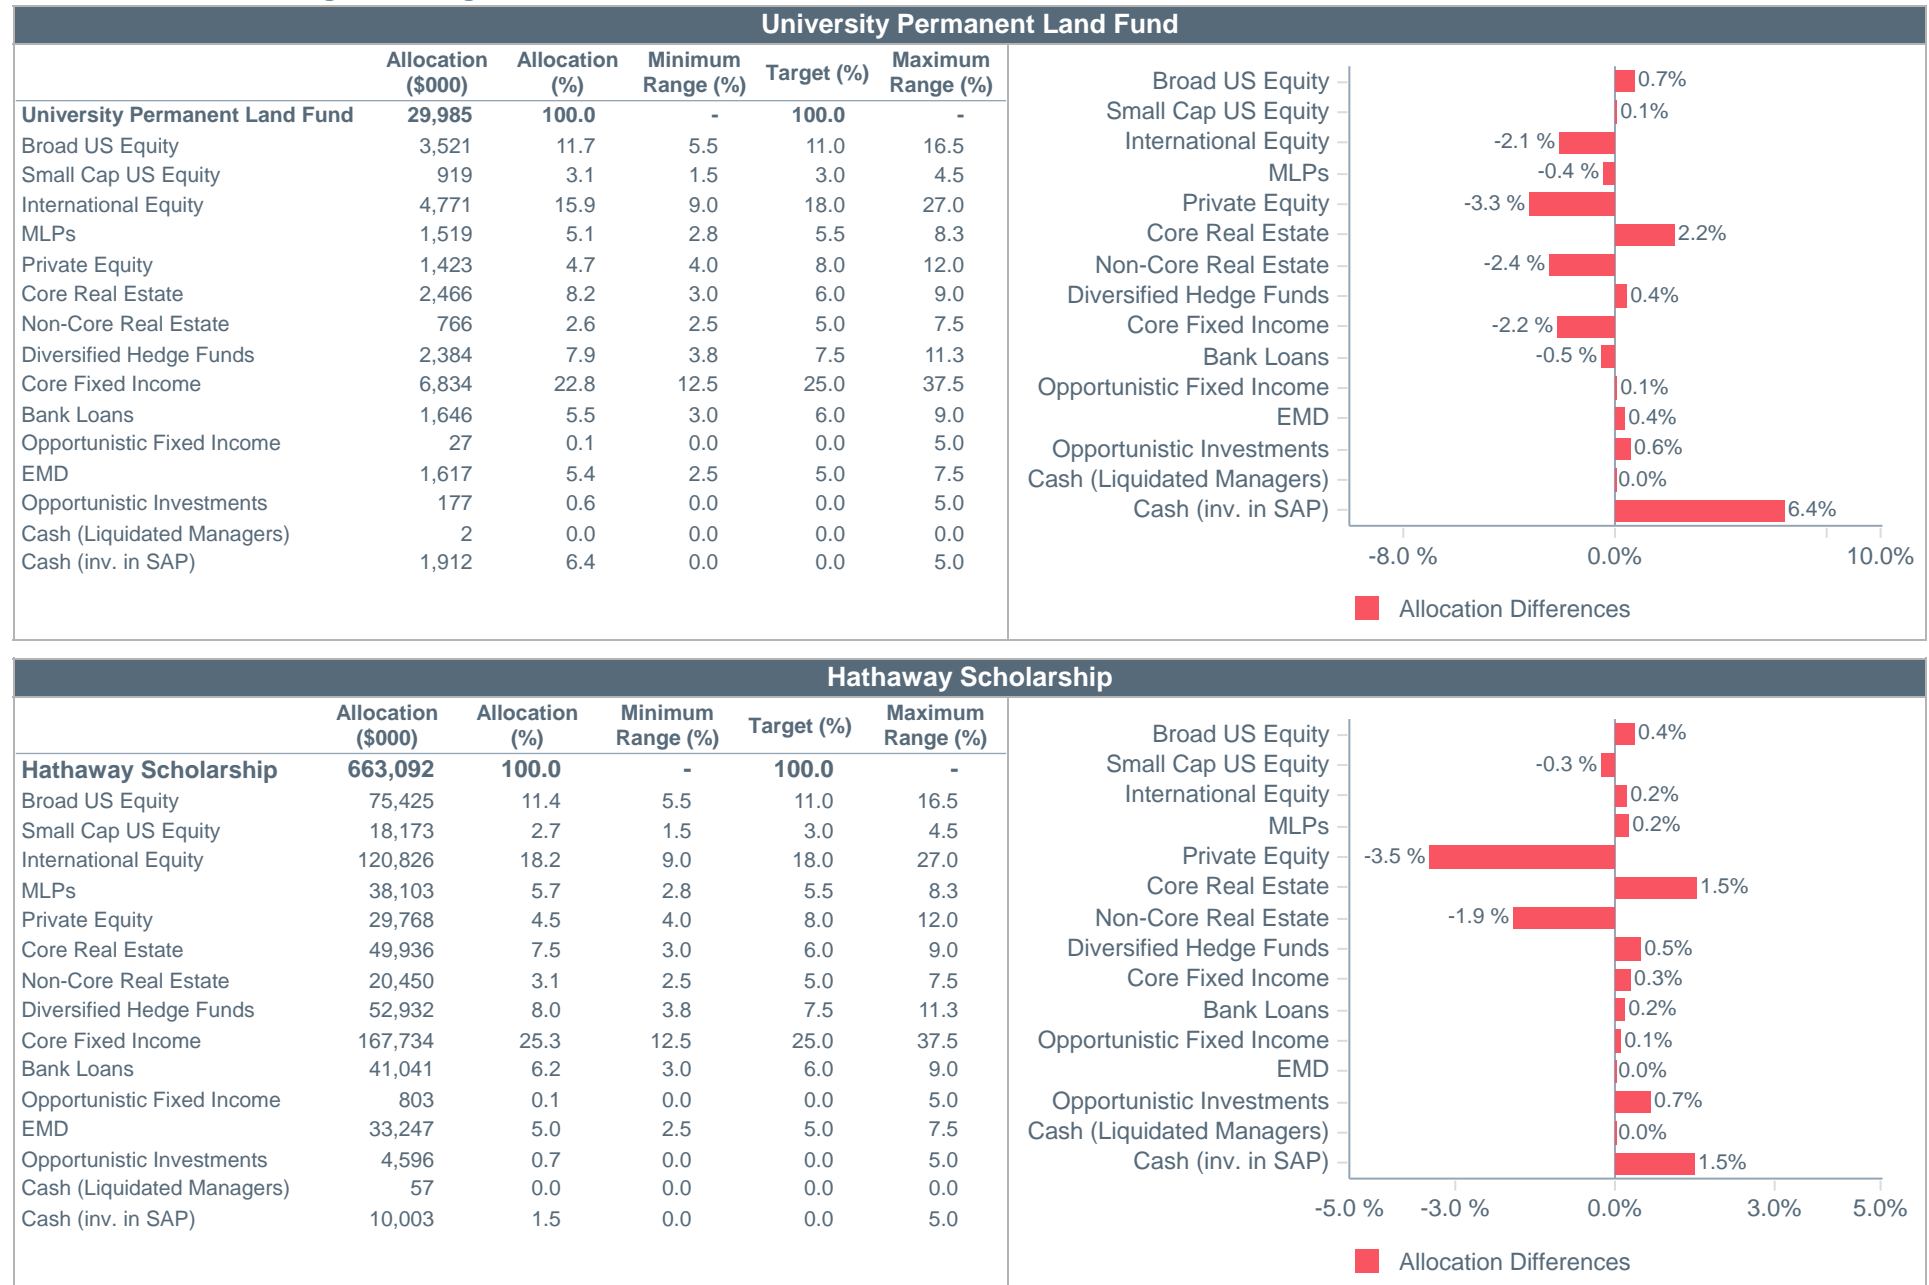 University Permanent Land Fund
Allocation ($000) Allocation (%) Minimum Range (%) Target (%) Maximum Range (%)
University Permanent Land Fund 29,985 100.0 - 100.0 -
Broad US Equity 3,521 11.7 5.5 11.0 16.5
Small Cap US Equity 919 3.1 1.5 3.0 4.5
International Equity 4,771 15.9 9.0 18.0 27.0
MLPs 1,519 5.1 2.8 5.5 8.3
Private Equity 1,423 4.7 4.0 8.0 12.0
Core Real Estate 2,466 8.2 3.0 6.0 9.0
Non-Core Real Estate 766 2.6 2.5 5.0 7.5
Diversified Hedge Funds 2,384 7.9 3.8 7.5 11.3
Core Fixed Income 6,834 22.8 12.5 25.0 37.5
Bank Loans 1,646 5.5 3.0 6.0 9.0
Opportunistic Fixed Income 27 0.1 0.0 0.0 5.0
EMD 1,617 5.4 2.5 5.0 7.5
Opportunistic Investments 177 0.6 0.0 0.0 5.0
Cash (Liquidated Managers) 2 0.0 0.0 0.0 0.0
Cash (inv. in SAP) 1,912 6.4 0.0 0.0 5.0
Broad US Equity 0.7%
Small Cap US Equity 0.1%
International Equity -2.1 %
MLPs -0.4 %
Private Equity -3.3 %
Core Real Estate 2.2%
Non-Core Real Estate -2.4 %
Diversified Hedge Funds 0.4%
Core Fixed Income -2.2 %
Bank Loans -0.5 %
Opportunistic Fixed Income 0.1%
EMD 0.4%
Opportunistic Investments 0.6%
Cash (Liquidated Managers) 0.0%
Cash (inv. in SAP) 6.4%
-8.0 % 0.0% 10.0%
Allocation Differences
Hathaway Scholarship
Allocation ($000) Allocation (%) Minimum Range (%) Target (%) Maximum Range (%)
Hathaway Scholarship 663,092 100.0 - 100.0 -
Broad US Equity 75,425 11.4 5.5 11.0 16.5
Small Cap US Equity 18,173 2.7 1.5 3.0 4.5
International Equity 120,826 18.2 9.0 18.0 27.0
MLPs 38,103 5.7 2.8 5.5 8.3
Private Equity 29,768 4.5 4.0 8.0 12.0
Core Real Estate 49,936 7.5 3.0 6.0 9.0
Non-Core Real Estate 20,450 3.1 2.5 5.0 7.5
Diversified Hedge Funds 52,932 8.0 3.8 7.5 11.3
Core Fixed Income 167,734 25.3 12.5 25.0 37.5
Bank Loans 41,041 6.2 3.0 6.0 9.0
Opportunistic Fixed Income 803 0.1 0.0 0.0 5.0
EMD 33,247 5.0 2.5 5.0 7.5
Opportunistic Investments 4,596 0.7 0.0 0.0 5.0
Cash (Liquidated Managers) 57 0.0 0.0 0.0 0.0
Cash (inv. in SAP) 10,003 1.5 0.0 0.0 5.0
Broad US Equity 0.4%
Small Cap US Equity -0.3 %
International Equity 0.2%
MLPs 0.2%
Private Equity -3.5 %
Core Real Estate 1.5%
Non-Core Real Estate -1.9 %
Diversified Hedge Funds 0.5%
Core Fixed Income 0.3%
Bank Loans 0.2%
Opportunistic Fixed Income 0.1%
EMD 0.0%
Opportunistic Investments 0.7%
Cash (Liquidated Managers) 0.0%
Cash (inv. in SAP) 1.5%
-5.0 % -3.0 % 0.0% 3.0% 5.0%
Allocation Differences